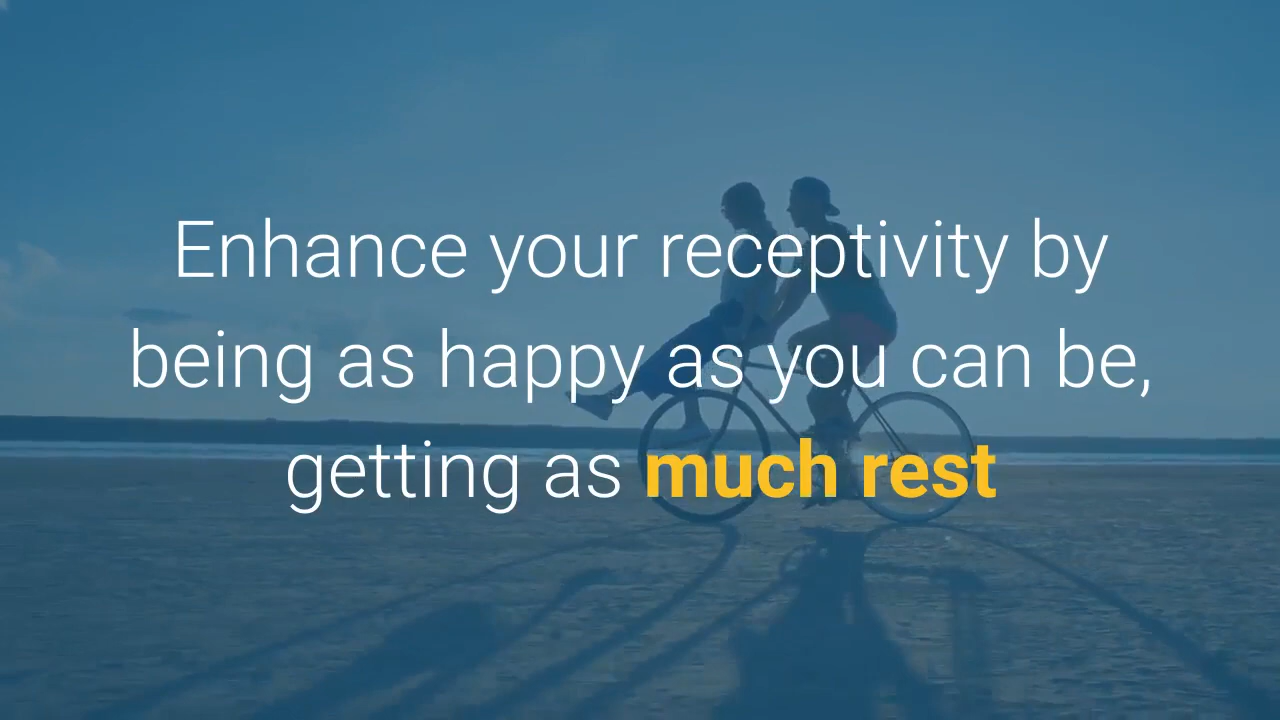 Enhance your receptivity by
being as happy as you can be,
getting as much rest